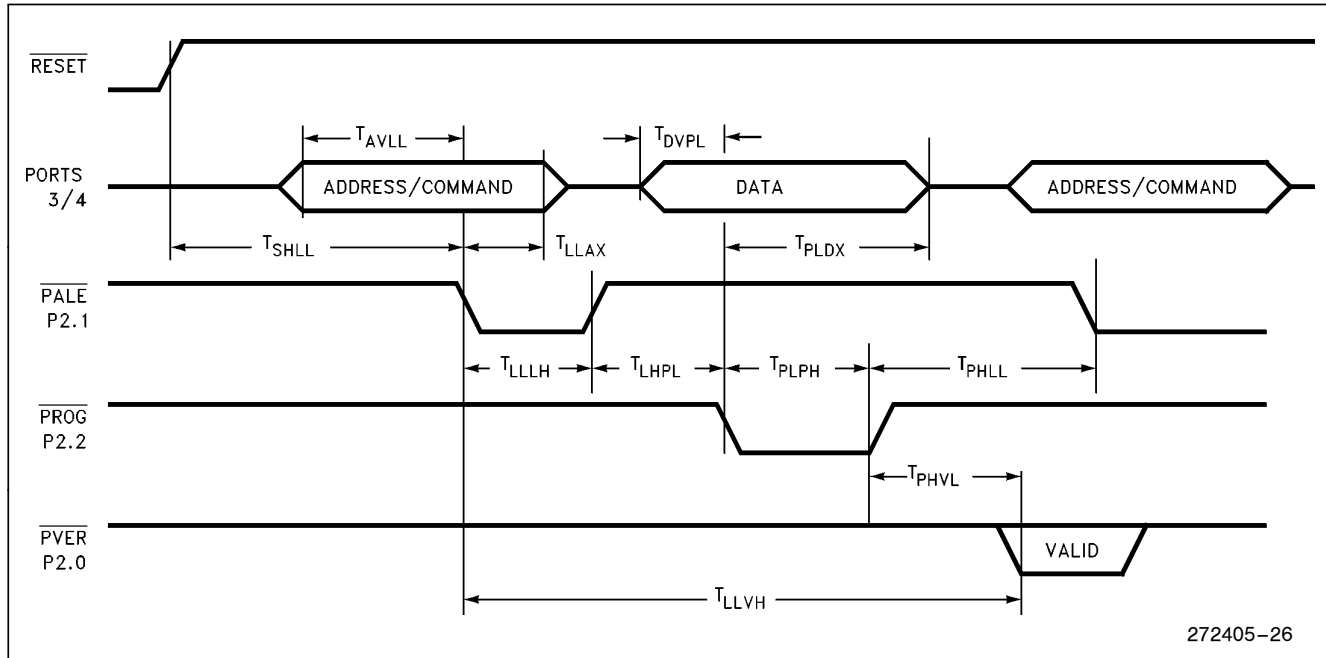 RESET
T_AVLL
T_DVPL
PORTS
3/4
ADDRESS/COMMAND
DATA
ADDRESS/COMMAND
T_SHLL
T_LLAX
T_PLDX
PALE
P2.1
T_LLLH
T_LHPL
T_PLPH
T_PHLL
PROG
P2.2
T_PHVL
PVER
P2.0
VALID
T_LLVH
272405-26